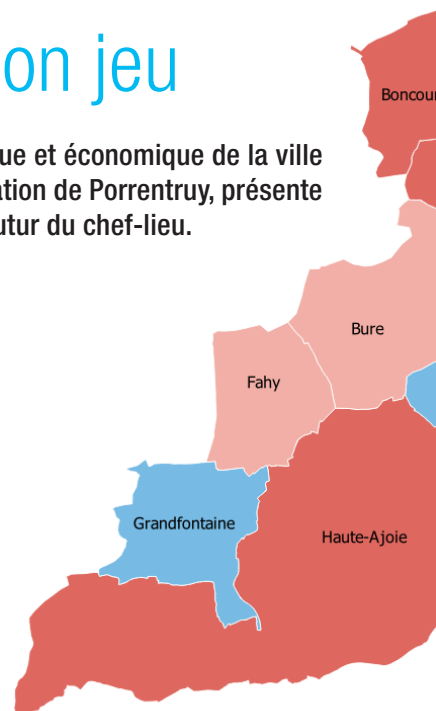 on jeu
ue et économique de la ville
ation de Porrentruy, présente
utur du chef-lieu.
Boncour
Bure
Fahy
Grandfontaine
Haute-Ajoie